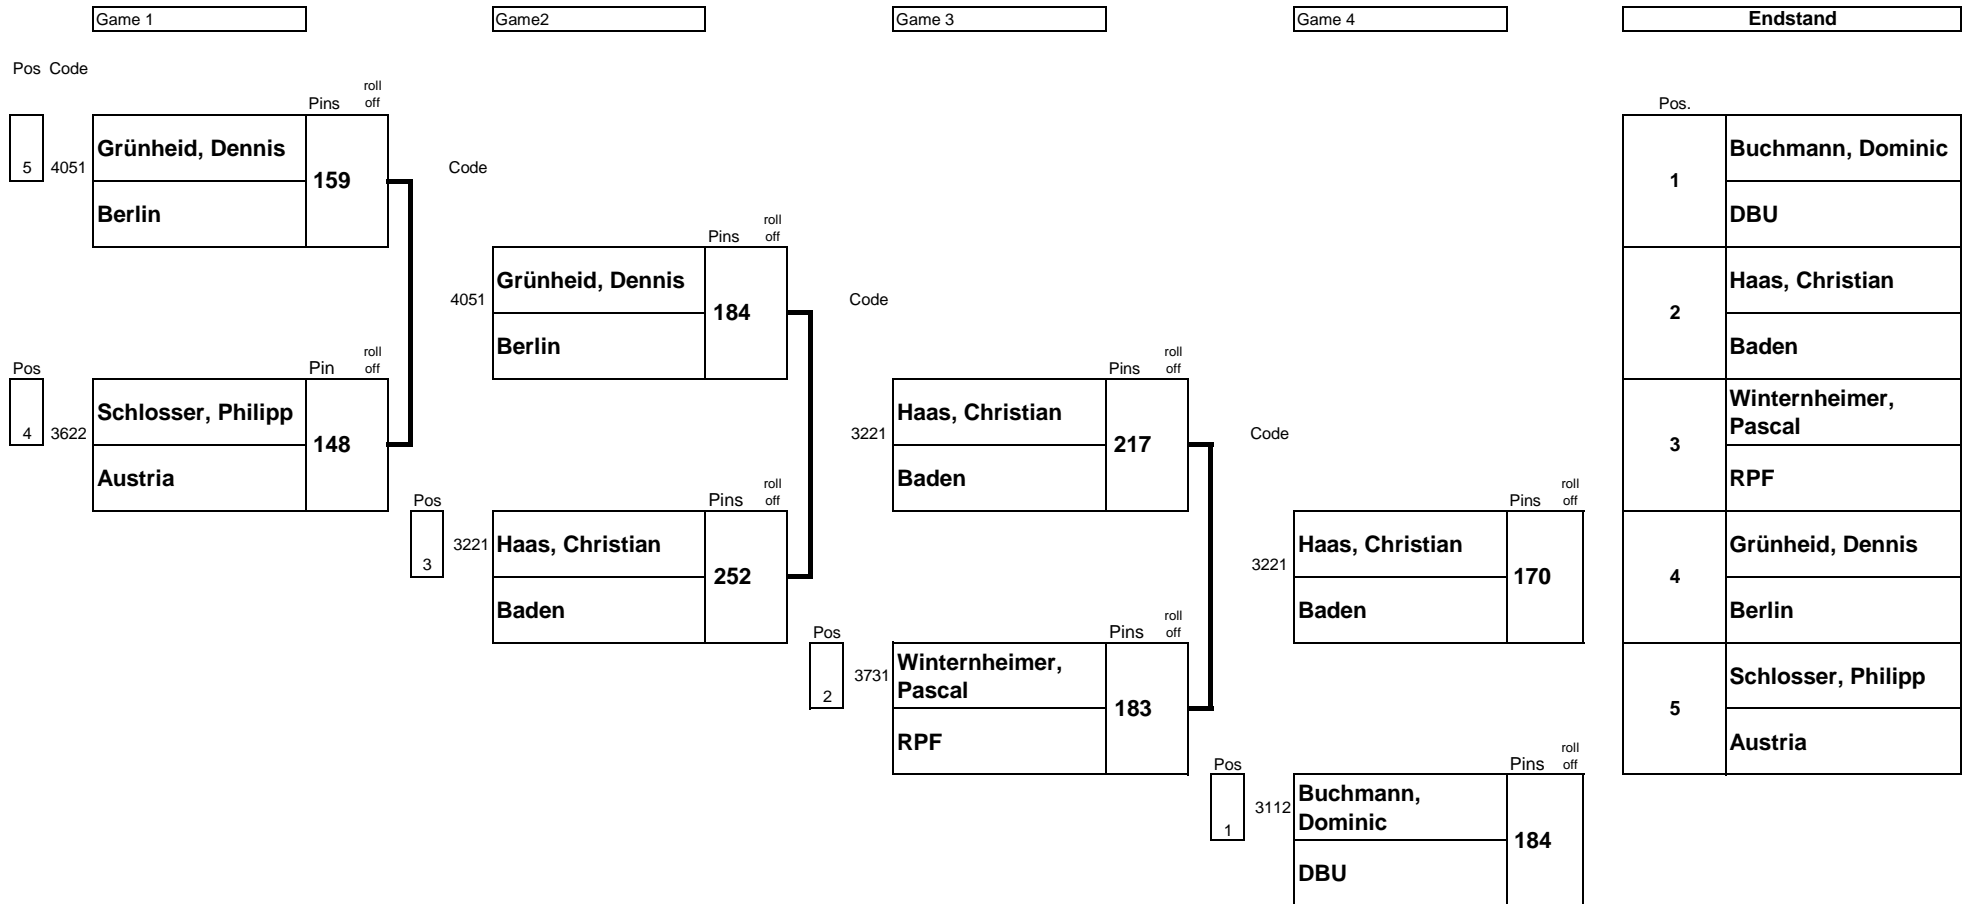 Game 1
Game2
Game 3
Game 4
Endstand
Pos Code
Pins roll off
5 4051 Grünheid, Dennis
159
Berlin
Pos
Pin roll off
4 3622 Schlosser, Philipp
148
Austria
Code
Pins roll off
4051 Grünheid, Dennis
184
Berlin
Pos
Pins roll off
3 3221 Haas, Christian
252
Baden
Code
Pins roll off
3221 Haas, Christian
217
Baden
Pos
Pins roll off
2 3731 Winternheimer,
Pascal
183
RPF
Code
Pins roll off
3221 Haas, Christian
170
Baden
Pos
Pins roll off
1 3112 Buchmann,
Dominic
184
DBU
Pos.
1 Buchmann, Dominic
DBU
2 Haas, Christian
Baden
3 Winternheimer,
Pascal
RPF
4 Grünheid, Dennis
Berlin
5 Schlosser, Philipp
Austria